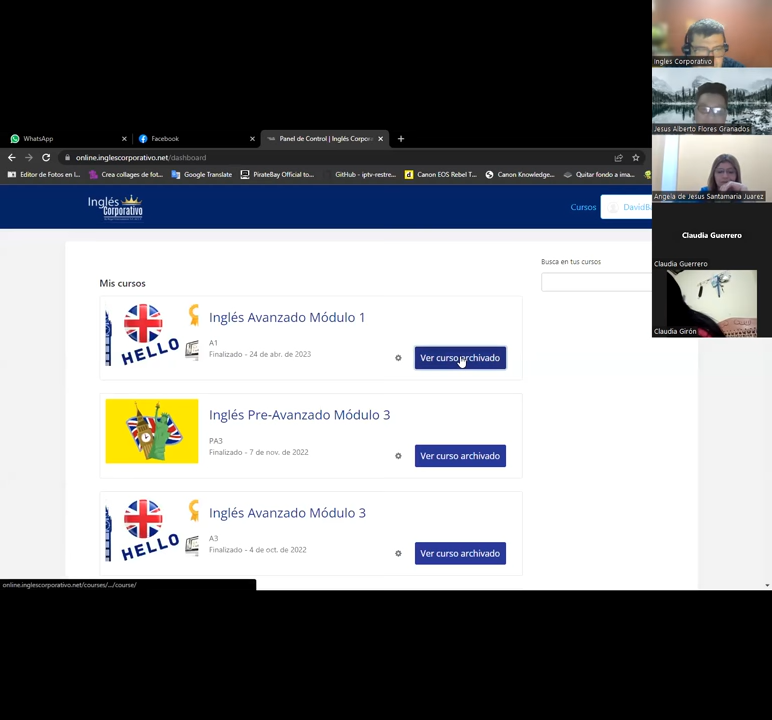 WhatsApp
Facebook
Panel de Control | Inglés Corpor
online.inglescorporativo.net/dashboard
Editor de Fotos en l...
Crea collages de fot...
Google Translate
PirateBay Official to...
GitHub - iptv-restre...
Canon EOS Rebel T...
Canon Knowledge...
Quitar fondo a ima...
Inglés
Corporativo
Cursos
DavidBa
Mis cursos
Busca en tus cursos
HELLO
Inglés Avanzado Módulo 1
A1
Finalizado - 24 de abr. de 2023
Ver curso archivado
Inglés Pre-Avanzado Módulo 3
PA3
Finalizado - 7 de nov. de 2022
Ver curso archivado
HELLO
Inglés Avanzado Módulo 3
A3
Finalizado - 4 de oct. de 2022
Ver curso archivado
online.inglescorporativo.net/courses/.../course/
Ingles Corporativo
Jesus Alberto Flores Granados
Angela de Jesus Santamaria Juarez
Claudia Guerrero
Claudia Guerrero
Claudia Girón